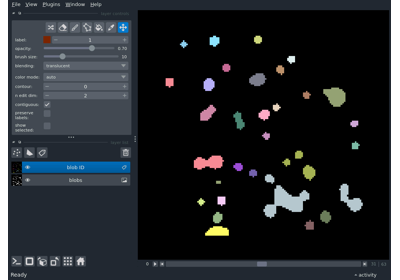 File View Plugins Window Help
label: 1
opacity: 0.70
brush size: 10
blending: translucent
color mode: auto
contour: 0
n edit dim: 2
contiguous:
preserve labels:
show selected:
blob ID
blobs
0
Ready
activity